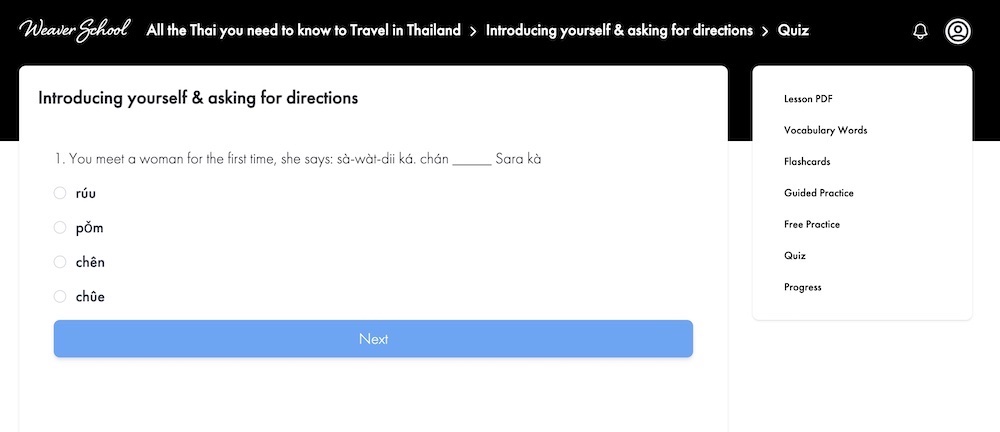 Weaver School All the Thai you need to know to Travel in Thailand > Introducing yourself & asking for directions > Quiz
Introducing yourself & asking for directions
1. You meet a woman for the first time, she says: sà-wàt-dii ká. chán ______ Sara kà
rúu
pǒm
chên
chûe
Next
Lesson PDF
Vocabulary Words
Flashcards
Guided Practice
Free Practice
Quiz
Progress